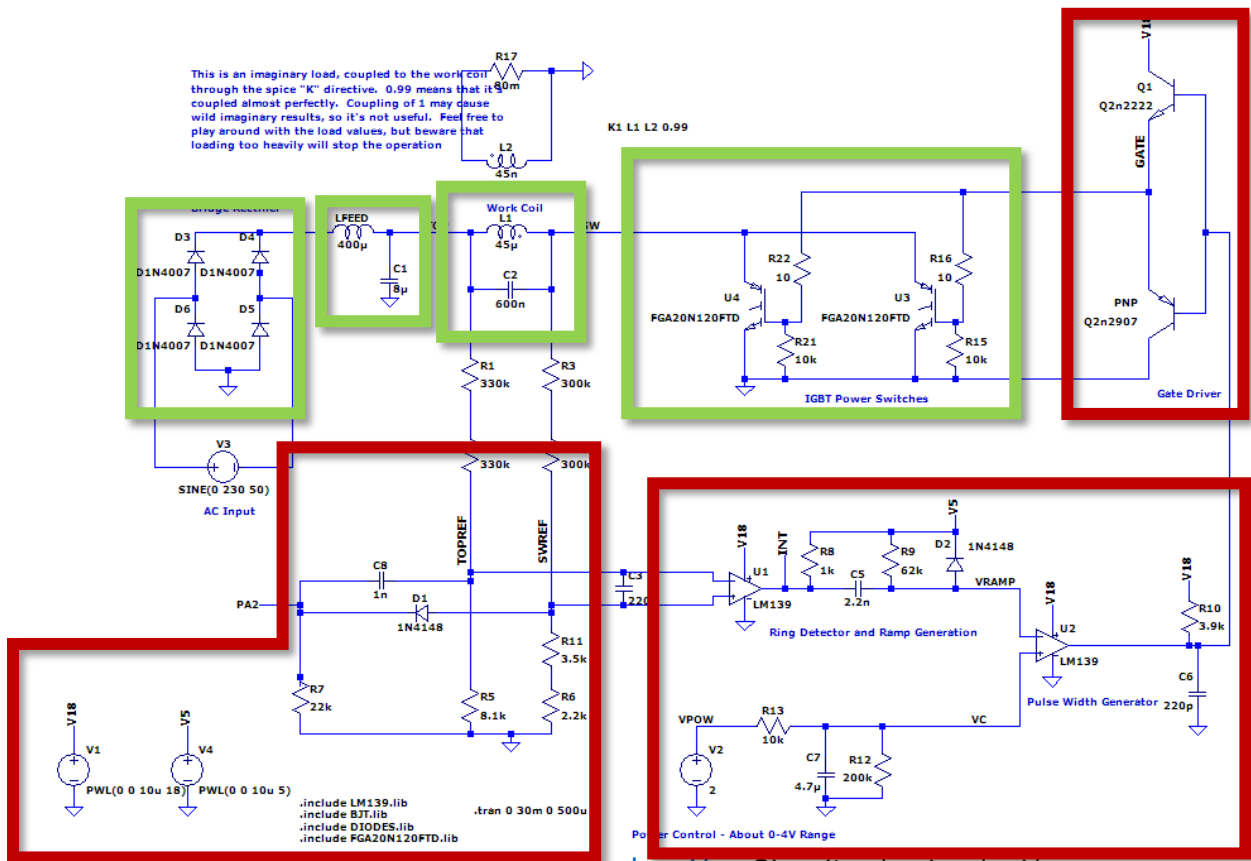 This is an imaginary load, coupled to the work coil
through the spice "K" directive. 0.99 means that it's
coupled almost perfectly. Coupling of 1 may cause
wild imaginary results, so it's not useful. Feel free to
play around with the load values, but beware that
loading too heavily will stop the operation
R17
80m
L2
45n
K1 L1 L2 0.99
V18
Q1
Q2n2222
GATE
Bridge Rectifier
D3
D4
D1N4007
D1N4007
D6
D5
D1N4007
D1N4007
LFEED
400µ
C1
8µ
Work Coil
L1
45µ
C2
600n
R22
10
R16
10
U4
FGA20N120FTD
U3
FGA20N120FTD
R21
10k
R15
10k
IGBT Power Switches
PNP
Q2n2907
Gate Driver
R1
330k
R3
300k
V3
SINE(0 230 50)
AC Input
330k
300k
TOPREF
SWREF
C8
1n
PA2
D1
1N4148
R7
22k
R5
8.1k
R11
3.5k
R6
2.2k
C3
V18
INT
U1
LM139
R8
1k
R9
62k
C5
2.2n
V5
D2
1N4148
VRAMP
Ring Detector and Ramp Generation
V18
U2
LM139
V18
R10
3.9k
C6
220p
Pulse Width Generator
VPOW
R13
10k
VC
V2
2
C7
4.7µ
R12
200k
Power Control - About 0-4V Range
V18
V1
PWL(0 0 10u 18)
V5
V4
PWL(0 0 10u 5)
.include LM139.lib
.include BJT.lib
.include DIODES.lib
.include FGA20N120FTD.lib
.tran 0 30m 0 500u